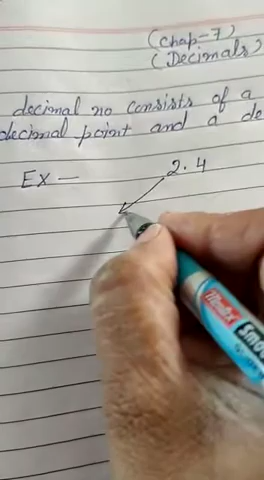 (Chap-7)
(Decimals)
decimal no consists of a
decimal point and a de
Ex — 2.4